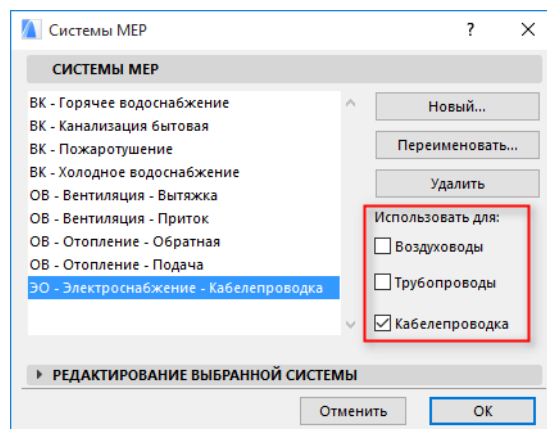 Системы MEP
?
СИСТЕМЫ MEP
ВК - Горячее водоснабжение
ВК - Канализация бытовая
ВК - Пожаротушение
ВК - Холодное водоснабжение
ОВ - Вентиляция - Вытяжка
ОВ - Вентиляция - Приток
ОВ - Отопление - Обратная
ОВ - Отопление - Подача
ЭО - Электроснабжение - Кабелепроводка
Новый...
Переименовать...
Удалить
Использовать для:
Воздуховоды
Трубопроводы
Кабелепроводка
РЕДАКТИРОВАНИЕ ВЫБРАННОЙ СИСТЕМЫ
Отменить
ОК